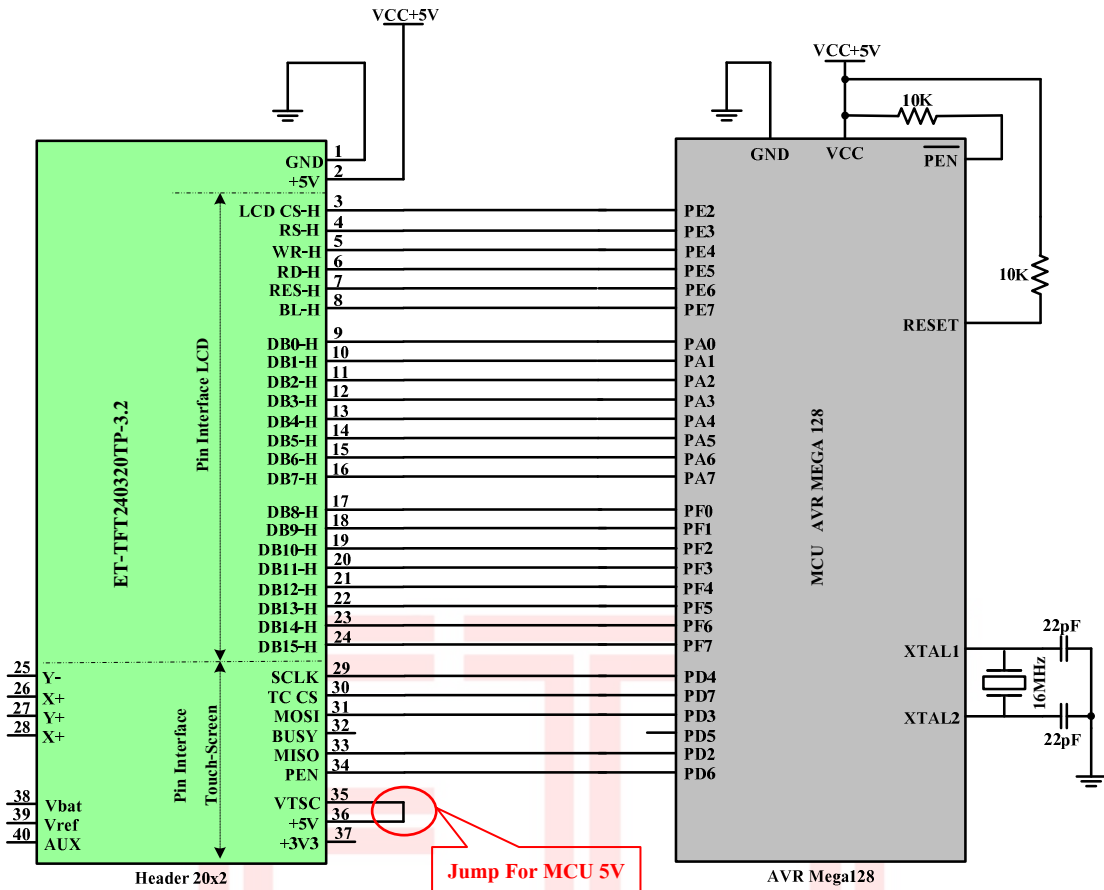 VCC+5V
VCC+5V
10K
10K
GND
VCC
PEN
RESET
1
GND
2
+5V
3
LCD CS-H
PE2
4
RS-H
PE3
5
WR-H
PE4
6
RD-H
PE5
7
RES-H
PE6
8
BL-H
PE7
9
DB0-H
PA0
10
DB1-H
PA1
11
DB2-H
PA2
12
DB3-H
PA3
13
DB4-H
PA4
14
DB5-H
PA5
15
DB6-H
PA6
16
DB7-H
PA7
17
DB8-H
PF0
18
DB9-H
PF1
19
DB10-H
PF2
20
DB11-H
PF3
21
DB12-H
PF4
22
DB13-H
PF5
23
DB14-H
PF6
24
DB15-H
PF7
ET-TFT240320TP-3.2
Pin Interface LCD
MCU AVR MEGA 128
22pF
XTAL1
16MHz
XTAL2
22pF
25
Y-
26
X+
27
Y+
28
X+
29
SCLK
PD4
30
TC CS
PD7
31
MOSI
PD3
32
BUSY
PD5
33
MISO
PD2
34
PEN
PD6
Pin Interface
Touch-Screen
35
VTSC
36
+5V
37
+3V3
38
Vbat
39
Vref
40
AUX
Jump For MCU 5V
Header 20x2
AVR Mega128